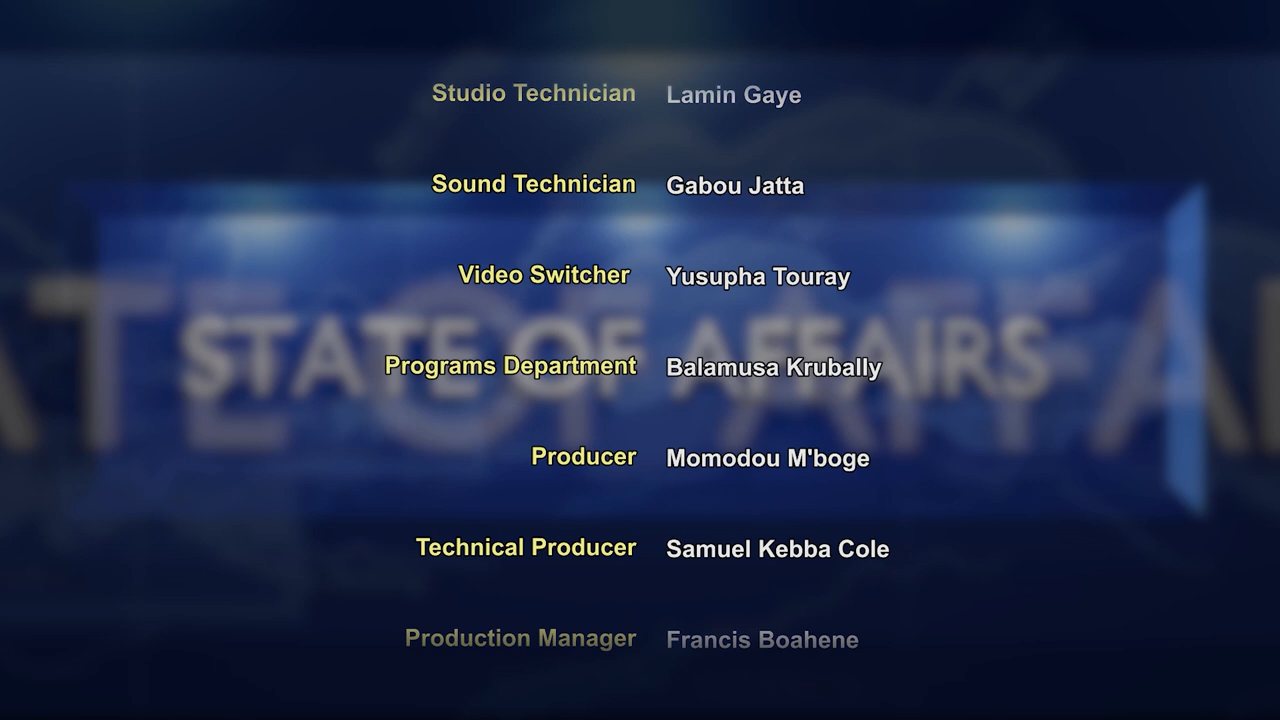 Studio Technician Lamin Gaye
Sound Technician Gabou Jatta
Video Switcher Yusupha Touray
STATE OF AFFAIRS
Programs Department Balamusa Krubally
Producer Momodou M'boge
Technical Producer Samuel Kebba Cole
Production Manager Francis Boahene